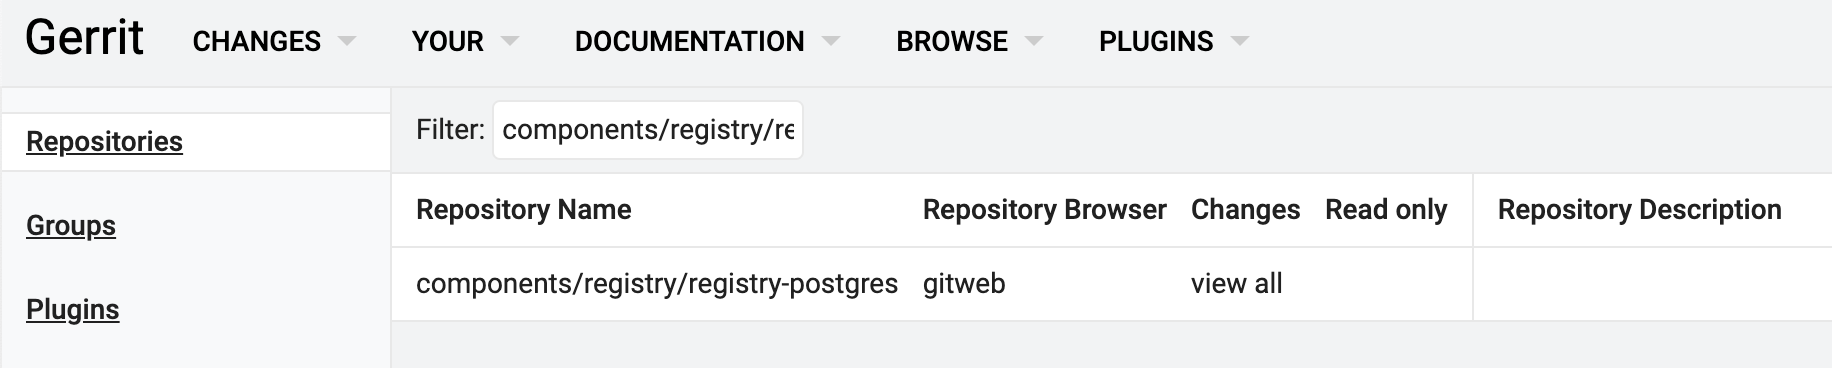 Gerrit CHANGES YOUR DOCUMENTATION BROWSE PLUGINS
Repositories
Filter: components/registry/re
Repository Name Repository Browser Changes Read only Repository Description
Groups
components/registry/registry-postgres gitweb view all
Plugins